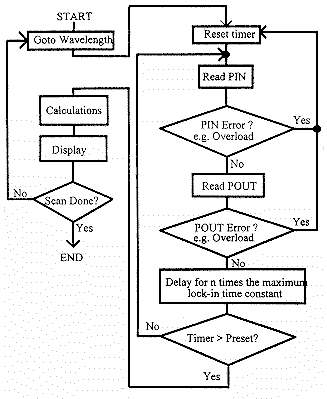 START
Goto Wavelength
Reset timer
Read PIN
Calculations
PIN Error ?
e.g. Overload
Yes
No
Display
Read POUT
No
Scan Done?
Yes
END
POUT Error ?
e.g. Overload
Yes
No
Delay for n times the maximum
lock-in time constant
No
Timer > Preset?
Yes